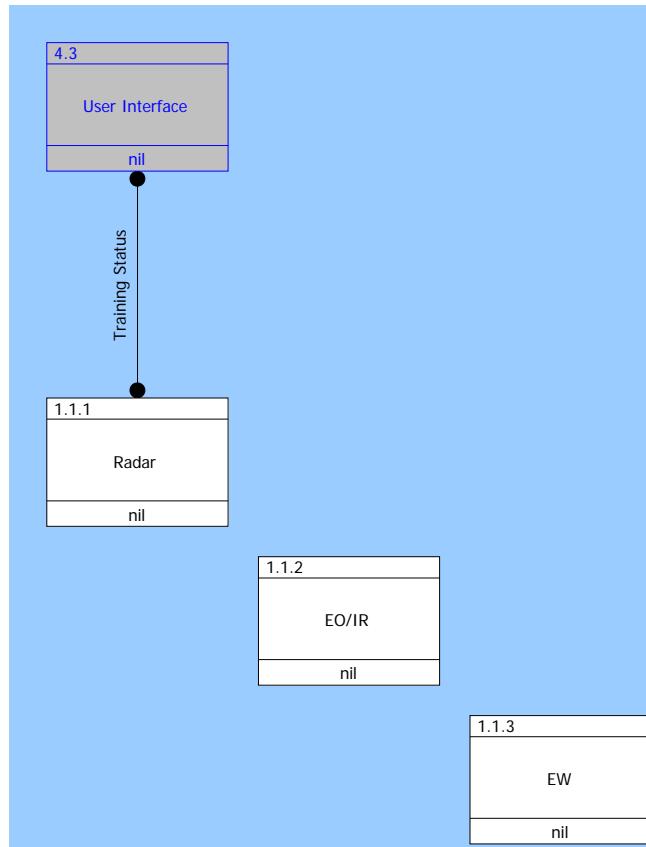 4.3
User Interface
nil
Training Status
1.1.1
Radar
nil
1.1.2
EO/IR
nil
1.1.3
EW
nil